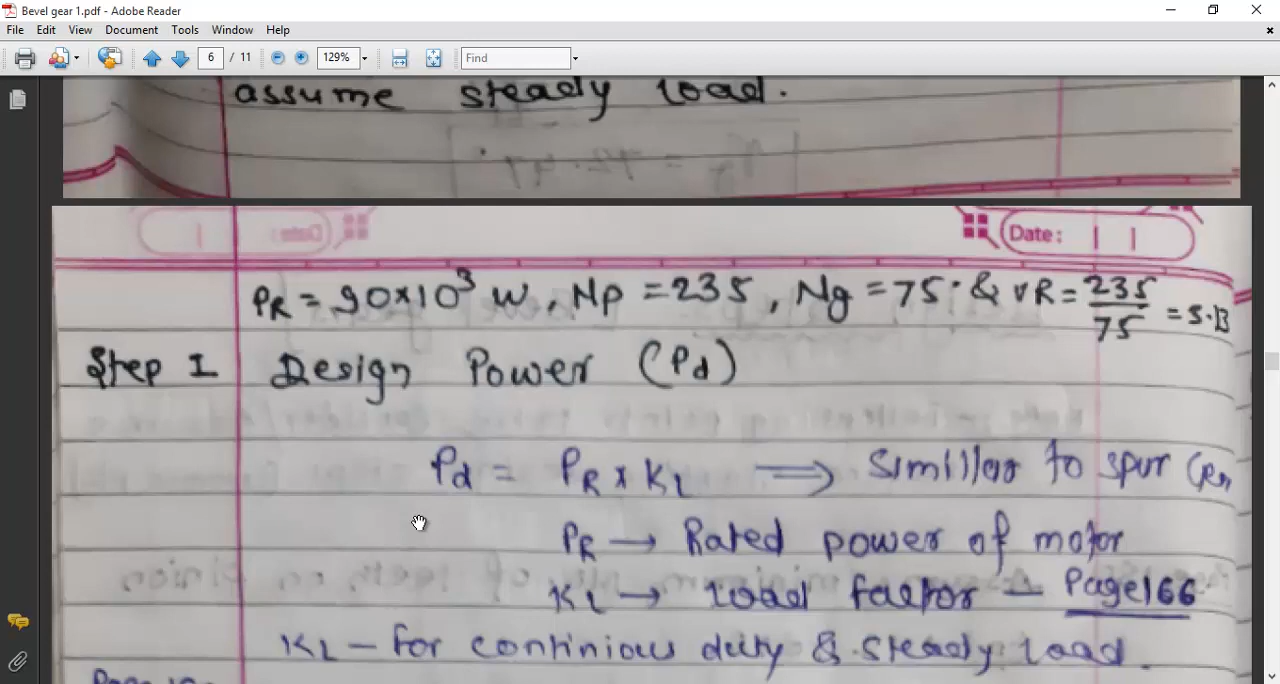 Bevel gear 1.pdf - Adobe Reader
File Edit View Document Tools Window Help
6 / 11 129% Find
assume steady load.
Date:
PR = 90×10³ W, Np = 235, Ng = 75. & VR = 235/75 = 3.13
Step I Design Power (Pd)
Pd = PR × KL ⟹ Simillar to spur
PR → Rated power of motor
KL → Load factor - Page 166
KL - for continious duty & steady load.